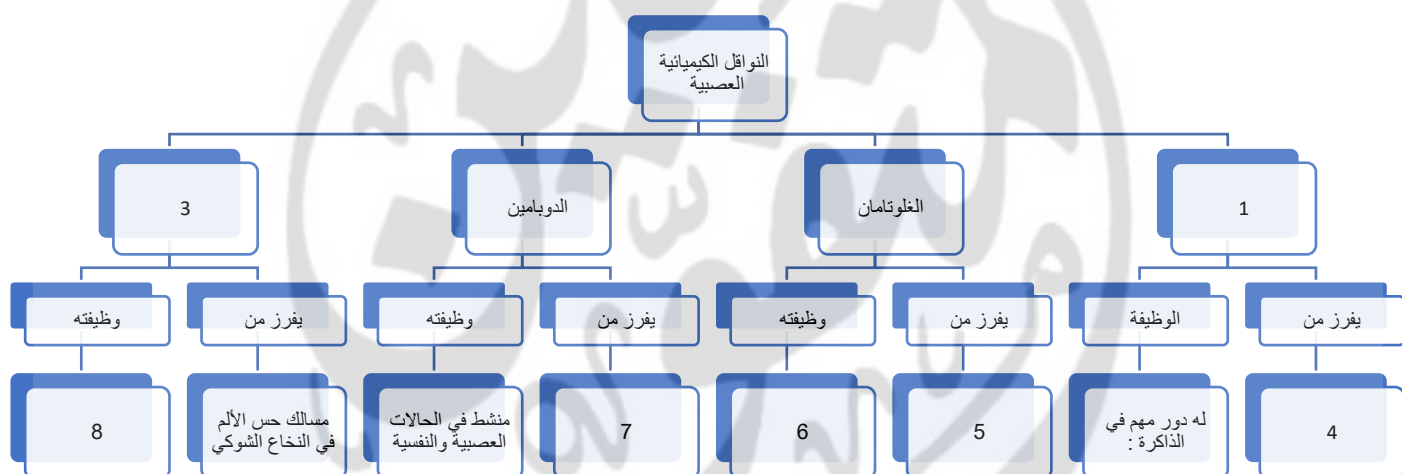 النواقل الكيميائية
العصبية
1
الغلوتامان
الدوبامين
3
يفرز من
الوظيفة
يفرز من
وظيفته
يفرز من
وظيفته
يفرز من
وظيفته
4
له دور مهم في
الذاكرة :
5
6
7
منشط في الحالات
العصبية والنفسية
مسالك حس الألم
في النخاع الشوكي
8